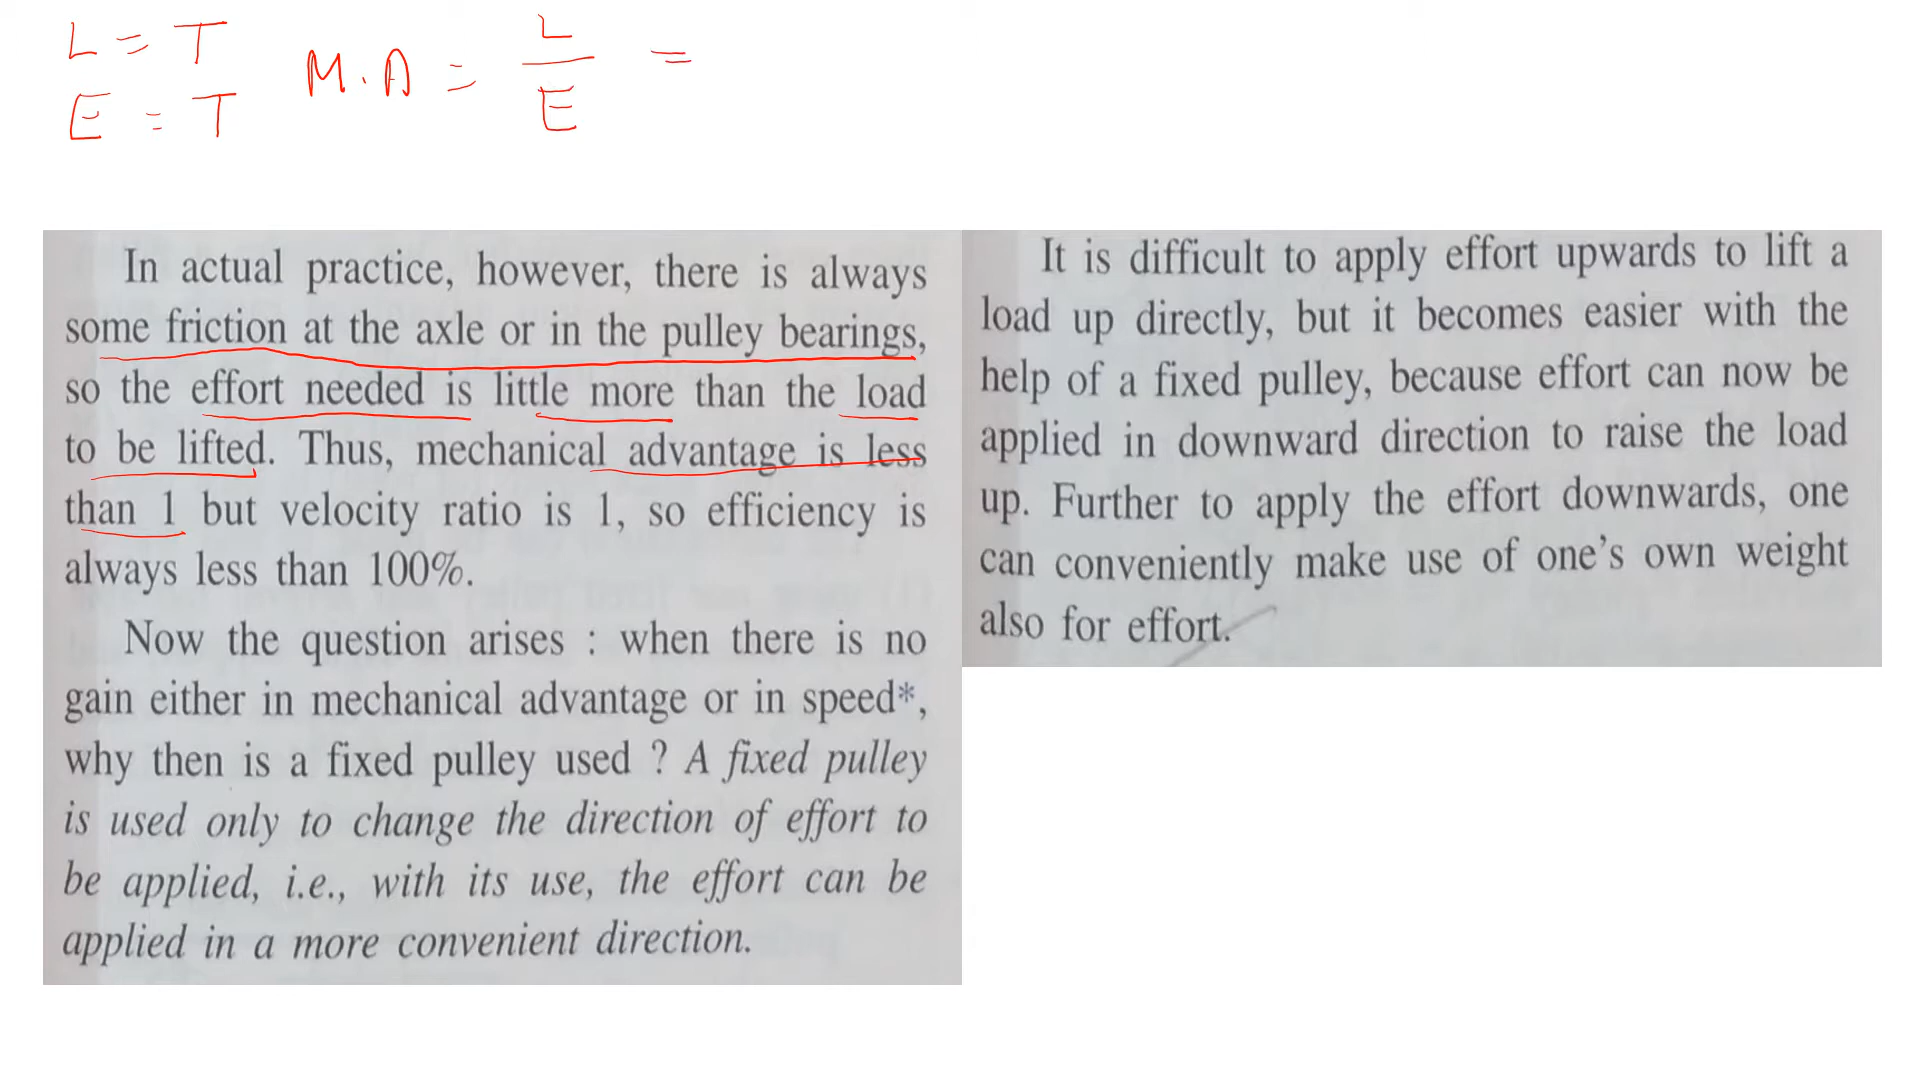 L = T
E = T
M.A = L/E =
In actual practice, however, there is always
some friction at the axle or in the pulley bearings,
so the effort needed is little more than the load
to be lifted. Thus, mechanical advantage is less
than 1 but velocity ratio is 1, so efficiency is
always less than 100%.
Now the question arises : when there is no
gain either in mechanical advantage or in speed*,
why then is a fixed pulley used ? A fixed pulley
is used only to change the direction of effort to
be applied, i.e., with its use, the effort can be
applied in a more convenient direction.
It is difficult to apply effort upwards to lift a
load up directly, but it becomes easier with the
help of a fixed pulley, because effort can now be
applied in downward direction to raise the load
up. Further to apply the effort downwards, one
can conveniently make use of one's own weight
also for effort.